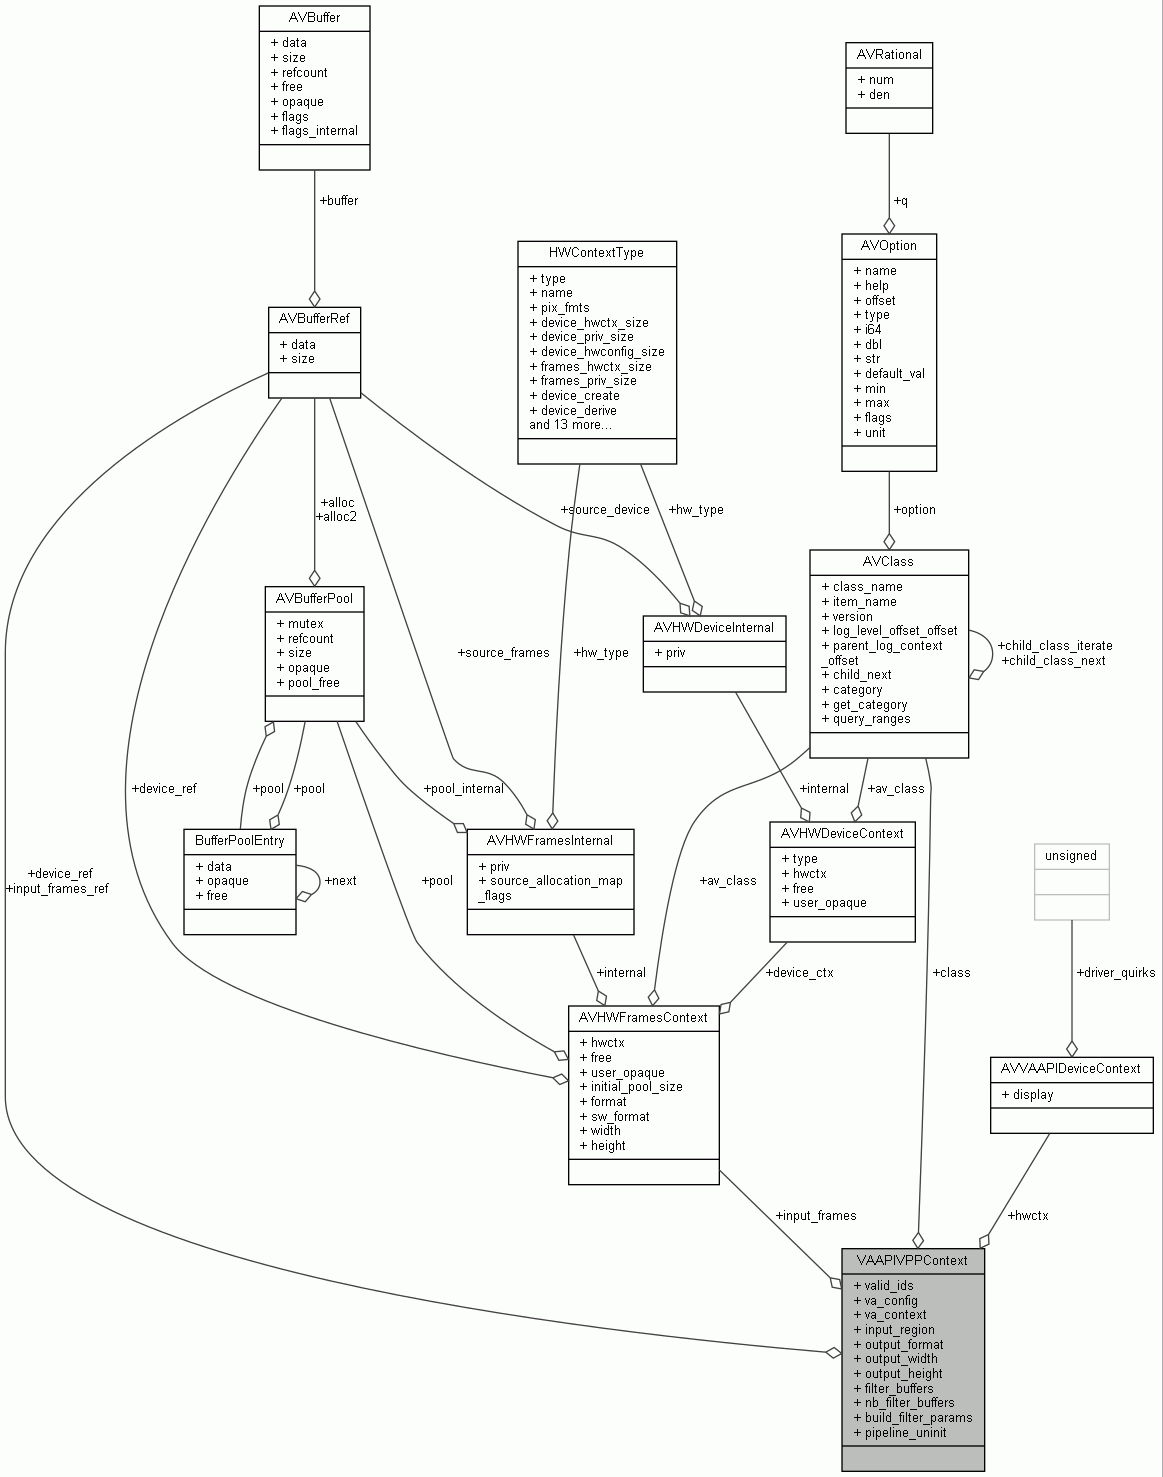 AVBuffer
+ data
+ size
+ refcount
+ free
+ opaque
+ flags
+ flags_internal
AVRational
+ num
+ den
+buffer
+q
HWContextType
+ type
+ name
+ pix_fmts
+ device_hwctx_size
+ device_priv_size
+ device_hwconfig_size
+ frames_hwctx_size
+ frames_priv_size
+ device_create
+ device_derive
and 13 more...
AVOption
+ name
+ help
+ offset
+ type
+ i64
+ dbl
+ str
+ default_val
+ min
+ max
+ flags
+ unit
AVBufferRef
+ data
+ size
+alloc
+alloc2
+source_device
+hw_type
+option
AVBufferPool
+ mutex
+ refcount
+ size
+ opaque
+ pool_free
+source_frames
+hw_type
AVHWDeviceInternal
+ priv
AVClass
+ class_name
+ item_name
+ version
+ log_level_offset_offset
+ parent_log_context
_offset
+ child_next
+ category
+ get_category
+ query_ranges
+child_class_iterate
+child_class_next
+device_ref
+pool
+pool
+pool_internal
+internal
+av_class
BufferPoolEntry
+ data
+ opaque
+ free
+next
+device_ref
+input_frames_ref
+pool
AVHWFramesInternal
+ priv
+ source_allocation_map
_flags
+av_class
AVHWDeviceContext
+ type
+ hwctx
+ free
+ user_opaque
unsigned
+internal
+device_ctx
+class
+driver_quirks
AVHWFramesContext
+ hwctx
+ free
+ user_opaque
+ initial_pool_size
+ format
+ sw_format
+ width
+ height
AVVAAPIDeviceContext
+ display
+input_frames
+hwctx
VAAPIVPPContext
+ valid_ids
+ va_config
+ va_context
+ input_region
+ output_format
+ output_width
+ output_height
+ filter_buffers
+ nb_filter_buffers
+ build_filter_params
+ pipeline_uninit